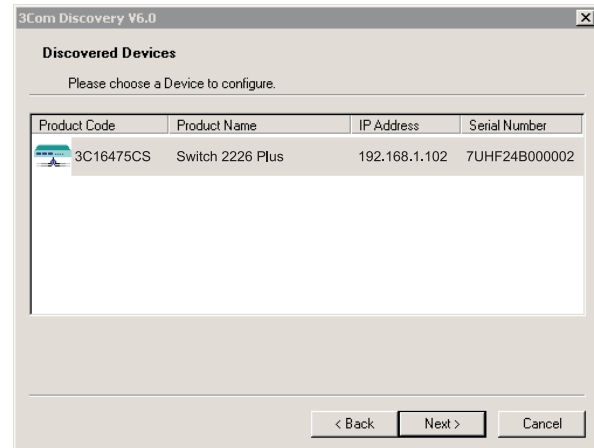 3Com Discovery V6.0
Discovered Devices
Please choose a Device to configure.
Product Code Product Name IP Address Serial Number
3C16475CS Switch 2226 Plus 192.168.1.102 7UHF24B000002
< Back Next > Cancel